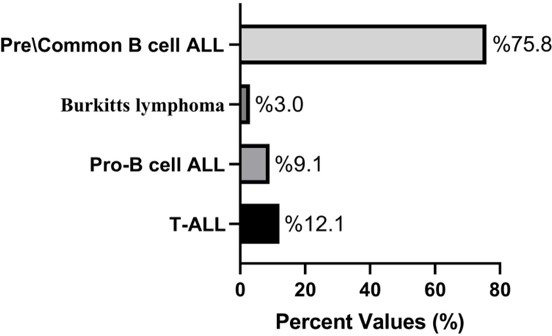 Pre\Common B cell ALL %75.8
Burkitts lymphoma %3.0
Pro-B cell ALL %9.1
T-ALL %12.1
0 20 40 60 80
Percent Values (%)